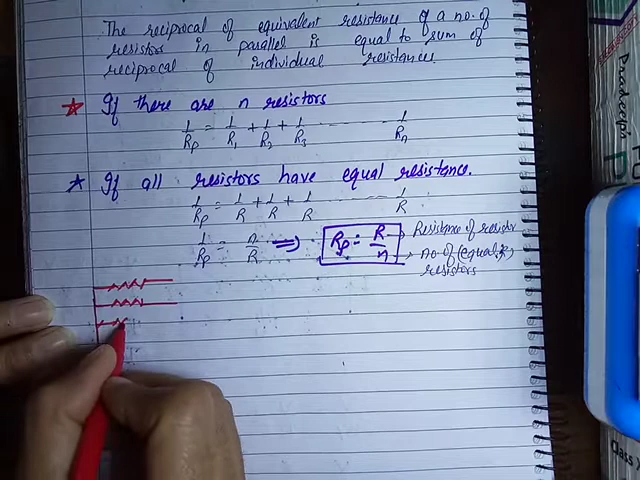 The reciprocal of equivalent resistance of a no. of
resistors in parallel is equal to sum of
reciprocal of individual resistances
If there are n resistors
1/Rp = 1/R1 + 1/R2 + 1/R3 ------- 1/Rn
If all resistors have equal resistance.
1/Rp = 1/R + 1/R + 1/R ------- 1/R
1/Rp = n/R ⟹ Rp = R/n
Resistance of resistor
no. of (equal R)
resistors
Pradeep's
Class X